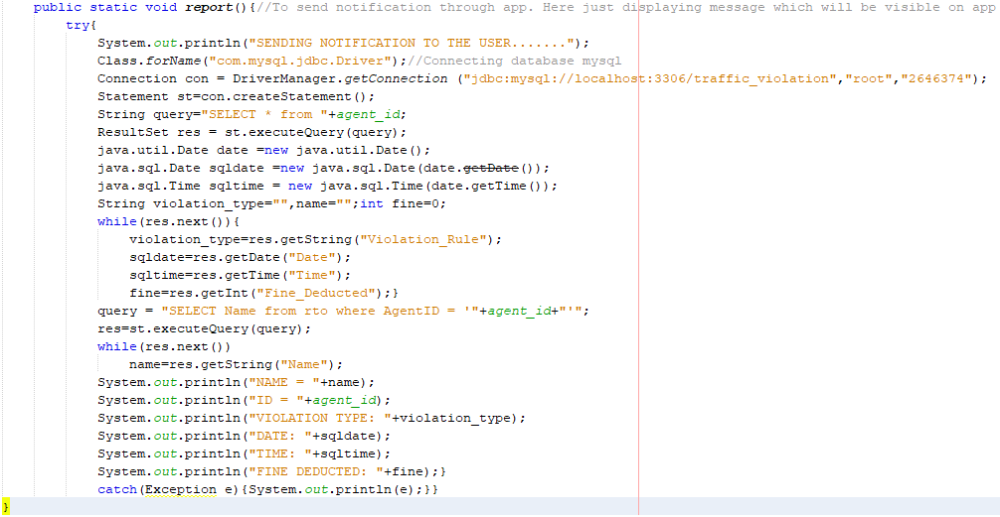 public static void report(){//To send notification through app. Here just displaying message which will be visible on app
try{
System.out.println("SENDING NOTIFICATION TO THE USER.......");
Class.forName("com.mysql.jdbc.Driver");//Connecting database mysql
Connection con = DriverManager.getConnection ("jdbc:mysql://localhost:3306/traffic_violation","root","2646374");
Statement st=con.createStatement();
String query="SELECT * from "+agent_id;
ResultSet res = st.executeQuery(query);
java.util.Date date =new java.util.Date();
java.sql.Date sqldate =new java.sql.Date(date.getDate());
java.sql.Time sqltime = new java.sql.Time(date.getTime());
String violation_type="",name="";int fine=0;
while(res.next()){
violation_type=res.getString("Violation_Rule");
sqldate=res.getDate("Date");
sqltime=res.getTime("Time");
fine=res.getInt("Fine_Deducted");}
query = "SELECT Name from rto where AgentID = '"+agent_id+"'";
res=st.executeQuery(query);
while(res.next())
name=res.getString("Name");
System.out.println("NAME = "+name);
System.out.println("ID = "+agent_id);
System.out.println("VIOLATION TYPE: "+violation_type);
System.out.println("DATE: "+sqldate);
System.out.println("TIME: "+sqltime);
System.out.println("FINE DEDUCTED: "+fine);}
catch(Exception e){System.out.println(e);}}
}